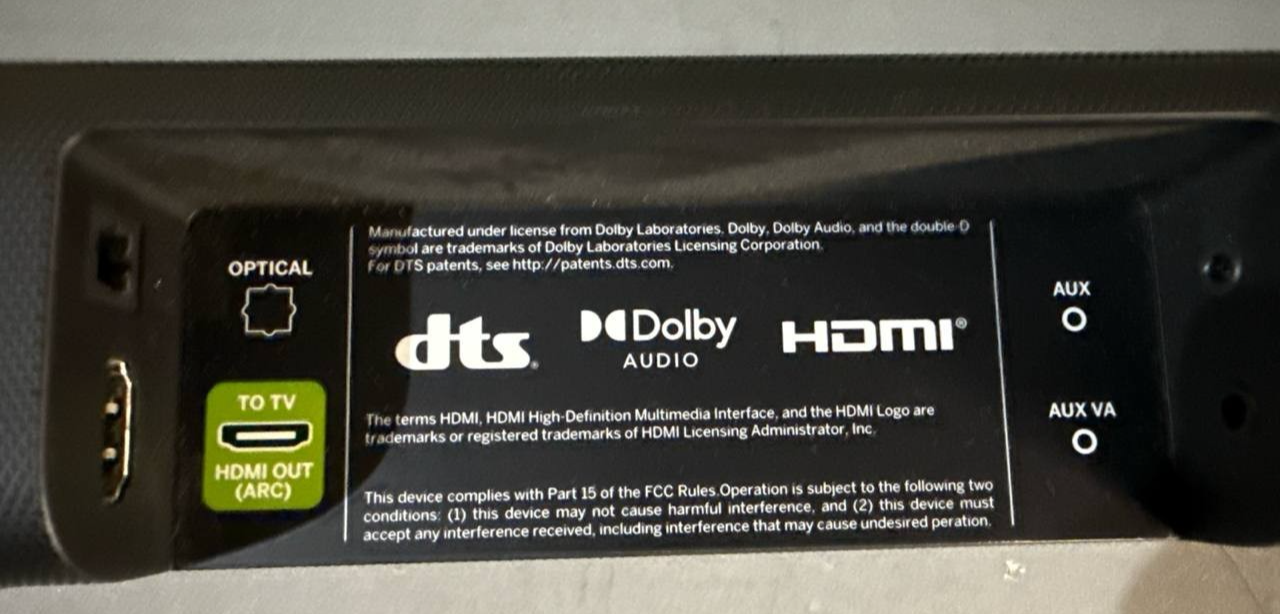 OPTICAL
TO TV
HDMI OUT
(ARC)
Manufactured under license from Dolby Laboratories. Dolby, Dolby Audio, and the double-D
symbol are trademarks of Dolby Laboratories Licensing Corporation.
For DTS patents, see http://patents.dts.com.
dts®
Dolby
AUDIO
HDMI®
The terms HDMI, HDMI High-Definition Multimedia Interface, and the HDMI Logo are
trademarks or registered trademarks of HDMI Licensing Administrator, Inc.
This device complies with Part 15 of the FCC Rules.Operation is subject to the following two
conditions: (1) this device may not cause harmful interference, and (2) this device must
accept any interference received, including interference that may cause undesired peration.
AUX
AUX VA